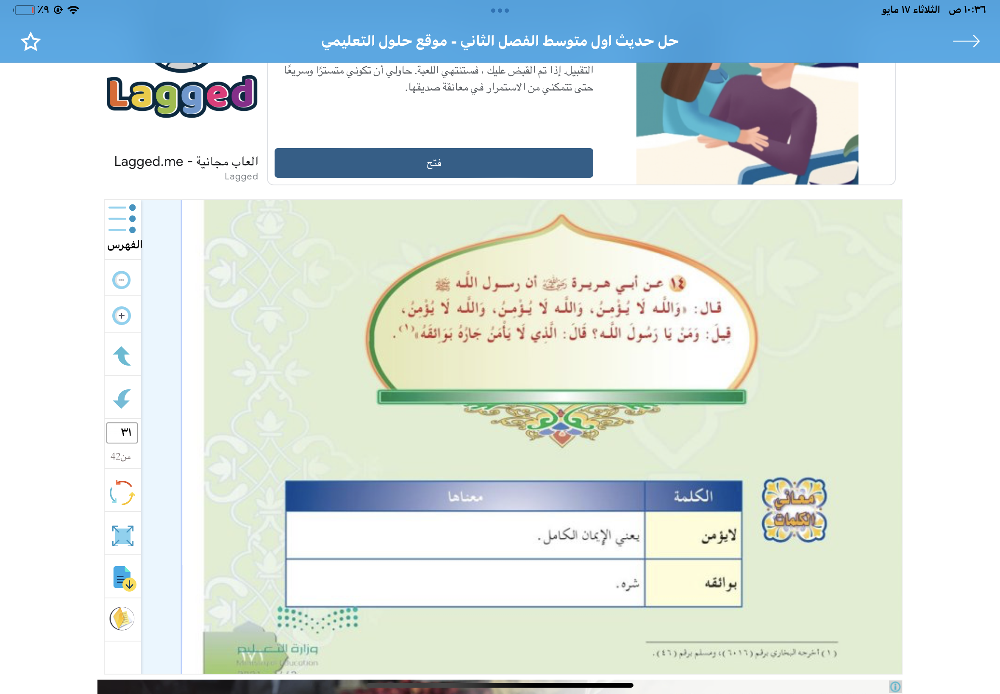 ١٠:٣٦ ص الثلاثاء ١٧ مايو
٪٩
حل حديث اول متوسط الفصل الثاني - موقع حلول التعليمي
التقبيل. إذا تم القبض عليك ، فستنتهي اللعبة. حاولي أن تكوني متسترًا وسريعًا
حتى تتمكني من الاستمرار في معانقة صديقها.
فتح
Lagged
العاب مجانية - Lagged.me
Lagged
الفهرس
٣١
من42
١٤ عن أبي هريرة رضي الله عنه أن رسول اللَّه ﷺ
قال: «وَاللَّه لَا يُؤْمِنُ، وَاللَّه لَا يُؤْمِنُ، وَاللَّه لَا يُؤْمِنُ،
قِيلَ: وَمَنْ يَا رَسُولَ اللَّه؟ قَالَ: الَّذِي لَا يَأْمَنُ جَارُهُ بَوَائِقَهُ»(١).
معاني
الكلمات
الكلمة معناها
لايؤمن يعني الإيمان الكامل.
بوائقه شره.
(١) أخرجه البخاري برقم (٦٠١٦)، ومسلم برقم (٤٦).
وزارة التعليم
١٧١
Ministry of Education